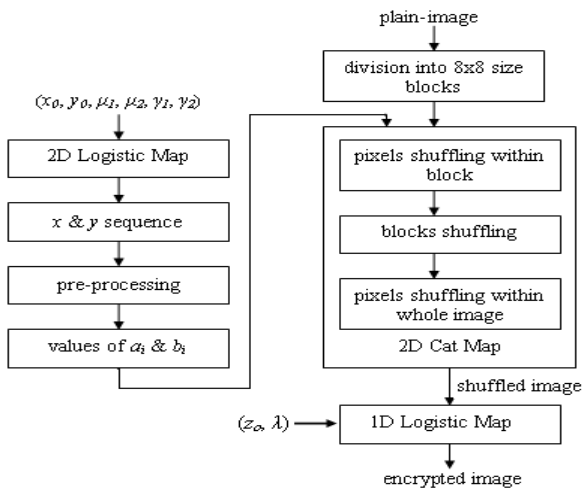 plain-image
division into 8x8 size
blocks
(x₀, y₀, μ₁, μ₂, γ₁, γ₂)
2D Logistic Map
x & y sequence
pre-processing
values of aᵢ & bᵢ
pixels shuffling within
block
blocks shuffling
pixels shuffling within
whole image
2D Cat Map
shuffled image
(z₀, λ)
1D Logistic Map
encrypted image